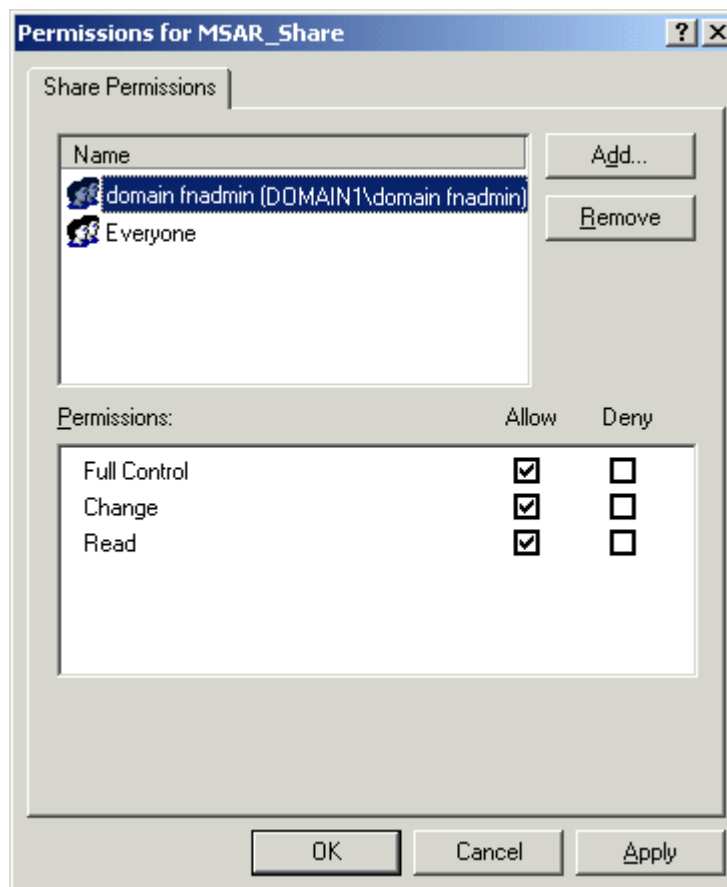 Permissions for MSAR_Share
Share Permissions
Name
Add...
domain fnadmin (DOMAIN1\domain fnadmin)
Remove
Everyone
Permissions: Allow Deny
Full Control
Change
Read
OK Cancel Apply